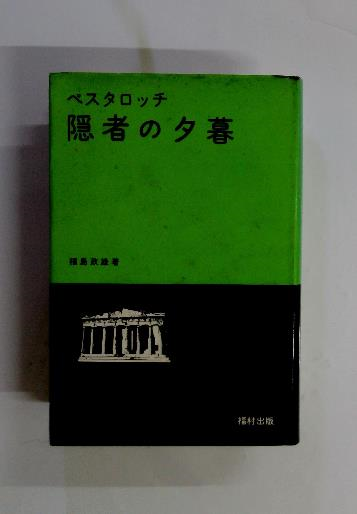 ペスタロッチ
隠者の夕暮
福島政雄著
福村出版